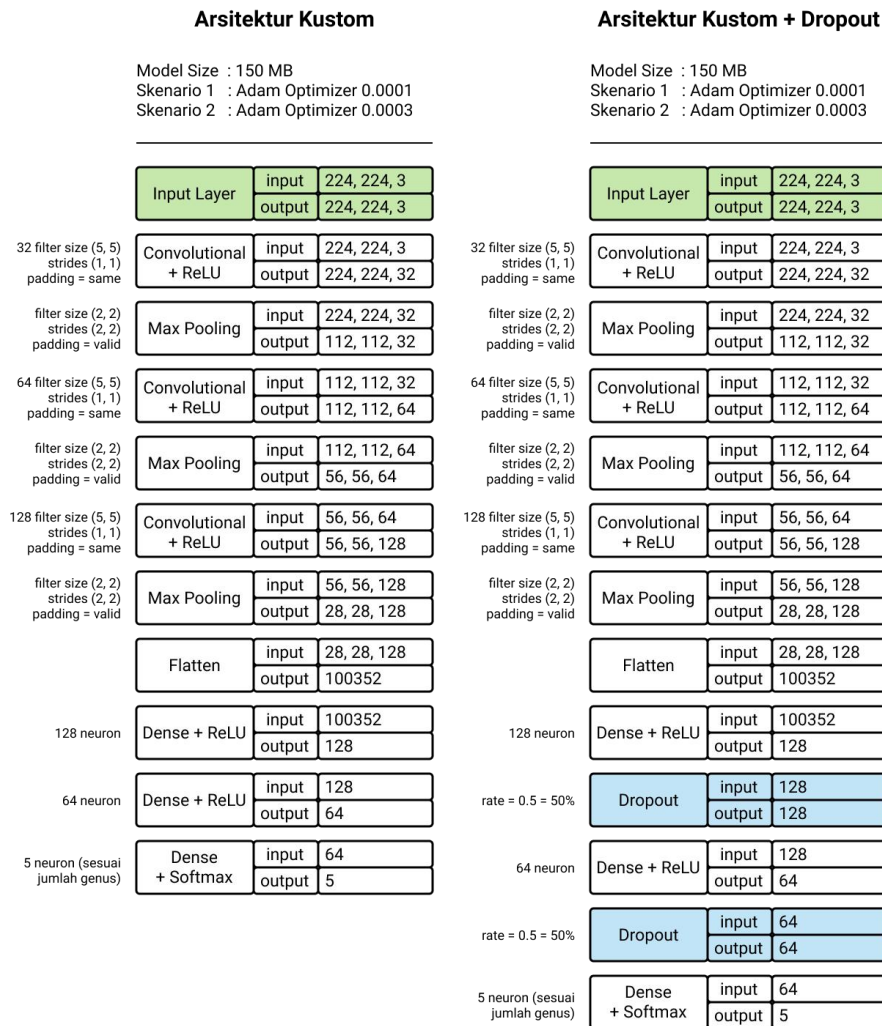 Arsitektur Kustom
Model Size : 150 MB
Skenario 1 : Adam Optimizer 0.0001
Skenario 2 : Adam Optimizer 0.0003
Input Layer
input 224, 224, 3
output 224, 224, 3
32 filter size (5, 5)
strides (1, 1)
padding = same
Convolutional
+ ReLU
input 224, 224, 3
output 224, 224, 32
filter size (2, 2)
strides (2, 2)
padding = valid
Max Pooling
input 224, 224, 32
output 112, 112, 32
64 filter size (5, 5)
strides (1, 1)
padding = same
Convolutional
+ ReLU
input 112, 112, 32
output 112, 112, 64
filter size (2, 2)
strides (2, 2)
padding = valid
Max Pooling
input 112, 112, 64
output 56, 56, 64
128 filter size (5, 5)
strides (1, 1)
padding = same
Convolutional
+ ReLU
input 56, 56, 64
output 56, 56, 128
filter size (2, 2)
strides (2, 2)
padding = valid
Max Pooling
input 56, 56, 128
output 28, 28, 128
Flatten
input 28, 28, 128
output 100352
128 neuron
Dense + ReLU
input 100352
output 128
64 neuron
Dense + ReLU
input 128
output 64
5 neuron (sesuai
jumlah genus)
Dense
+ Softmax
input 64
output 5
Arsitektur Kustom + Dropout
Model Size : 150 MB
Skenario 1 : Adam Optimizer 0.0001
Skenario 2 : Adam Optimizer 0.0003
Input Layer
input 224, 224, 3
output 224, 224, 3
32 filter size (5, 5)
strides (1, 1)
padding = same
Convolutional
+ ReLU
input 224, 224, 3
output 224, 224, 32
filter size (2, 2)
strides (2, 2)
padding = valid
Max Pooling
input 224, 224, 32
output 112, 112, 32
64 filter size (5, 5)
strides (1, 1)
padding = same
Convolutional
+ ReLU
input 112, 112, 32
output 112, 112, 64
filter size (2, 2)
strides (2, 2)
padding = valid
Max Pooling
input 112, 112, 64
output 56, 56, 64
128 filter size (5, 5)
strides (1, 1)
padding = same
Convolutional
+ ReLU
input 56, 56, 64
output 56, 56, 128
filter size (2, 2)
strides (2, 2)
padding = valid
Max Pooling
input 56, 56, 128
output 28, 28, 128
Flatten
input 28, 28, 128
output 100352
128 neuron
Dense + ReLU
input 100352
output 128
rate = 0.5 = 50%
Dropout
input 128
output 128
64 neuron
Dense + ReLU
input 128
output 64
rate = 0.5 = 50%
Dropout
input 64
output 64
5 neuron (sesuai
jumlah genus)
Dense
+ Softmax
input 64
output 5